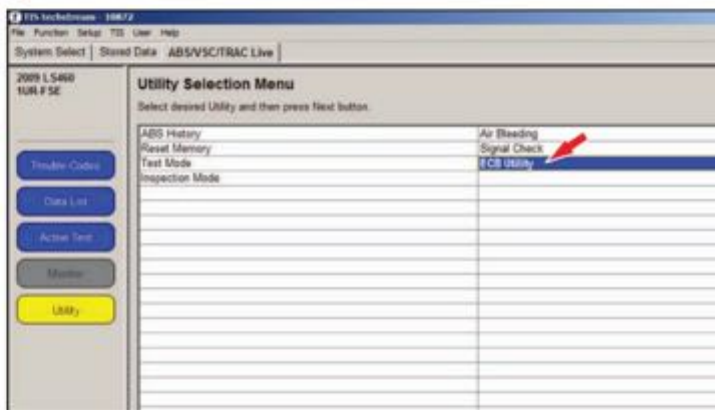 TIS techstream - 10672
File Function Setup TIS User Help
System Select Stored Data ABS/VSC/TRAC Live
2009 LS460
1UR-FSE
Utility Selection Menu
Select desired Utility and then press Next button.
ABS History Air Bleeding
Reset Memory Signal Check
Test Mode ECB Utility
Inspection Mode
Trouble Codes
Data List
Active Test
Monitor
Utility